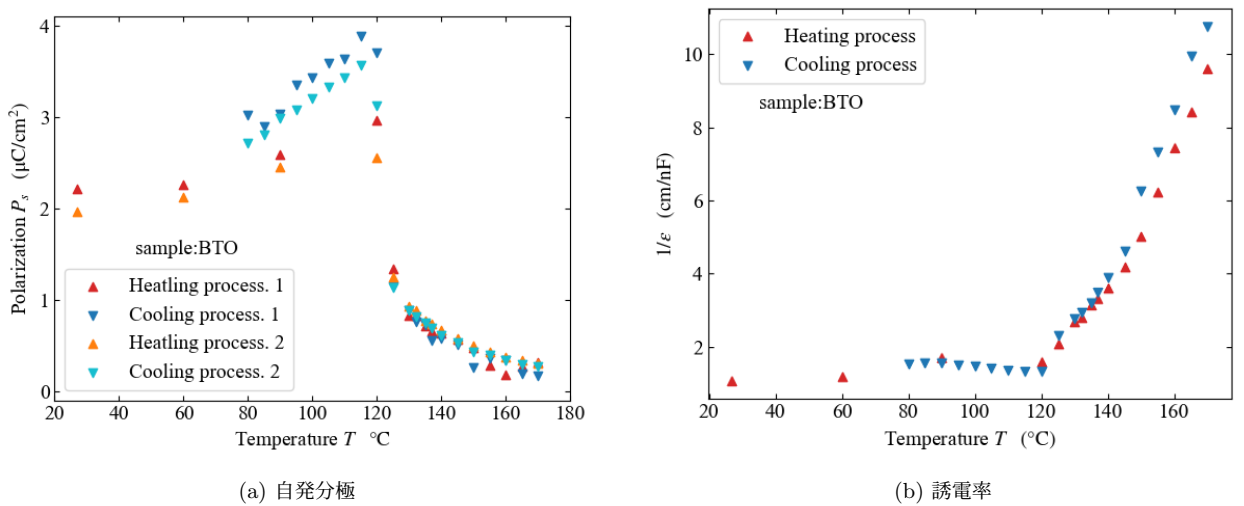 4
3
2
1
0
20
40
60
80
100
120
140
160
180
Polarization Ps (μC/cm²)
Temperature T °C
sample:BTO
Heatling process. 1
Cooling process. 1
Heatling process. 2
Cooling process. 2
(a) 自発分極
10
8
6
4
2
20
40
60
80
100
120
140
160
1/ε (cm/nF)
Temperature T (°C)
Heating process
Cooling process
sample:BTO
(b) 誘電率